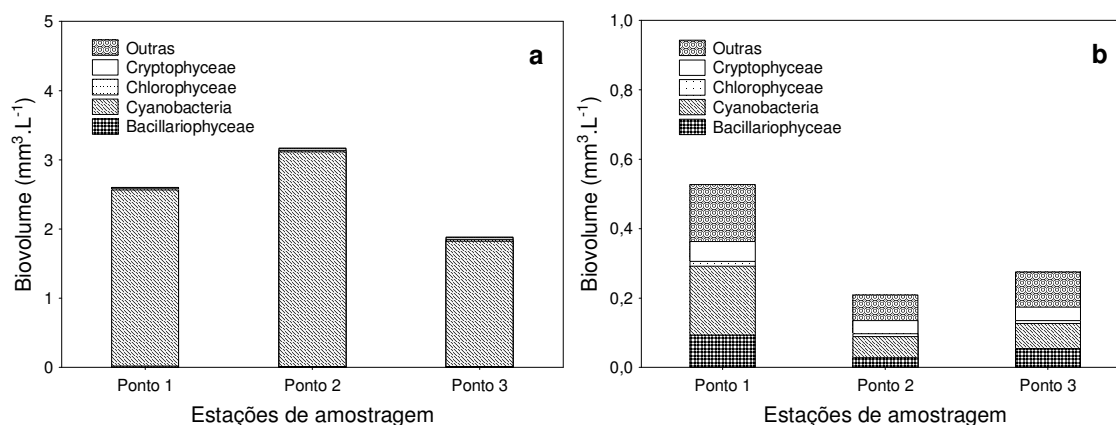 a
Outras
Cryptophyceae
Chlorophyceae
Cyanobacteria
Bacillariophyceae
Biovolume (mm³.L⁻¹)
5
4
3
2
1
0
Ponto 1 Ponto 2 Ponto 3
Estações de amostragem
b
Outras
Cryptophyceae
Chlorophyceae
Cyanobacteria
Bacillariophyceae
Biovolume (mm³.L⁻¹)
1,0
0,8
0,6
0,4
0,2
0,0
Ponto 1 Ponto 2 Ponto 3
Estações de amostragem